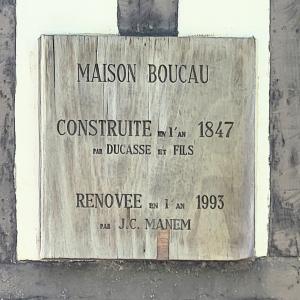 MAISON BOUCAU
CONSTRUITE EN l'AN 1847
PAR DUCASSE ET FILS
RENOVEE EN l AN 1993
PAR J.C. MANEM